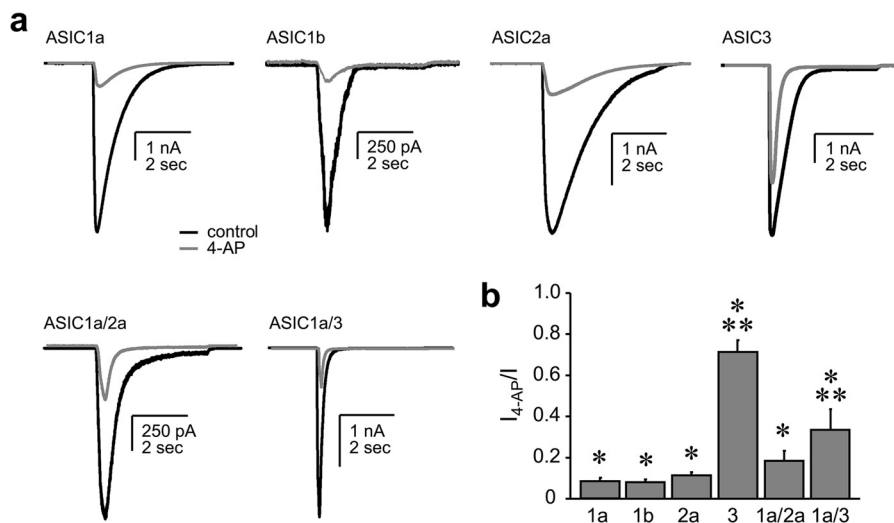 a
ASIC1a
ASIC1b
ASIC2a
ASIC3
1 nA
2 sec
250 pA
2 sec
1 nA
2 sec
1 nA
2 sec
control
4-AP
ASIC1a/2a
ASIC1a/3
250 pA
2 sec
1 nA
2 sec
b
I4-AP/I
1.0
0.8
0.6
0.4
0.2
0
*
*
*
*
**
*
*
**
1a
1b
2a
3
1a/2a
1a/3